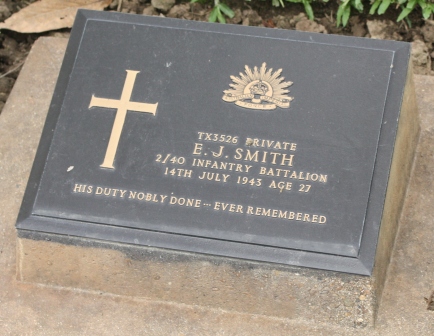 TX3526 PRIVATE
E. J. SMITH
2/40 INFANTRY BATTALION
14TH JULY 1943 AGE 27
HIS DUTY NOBLY DONE ··· EVER REMEMBERED